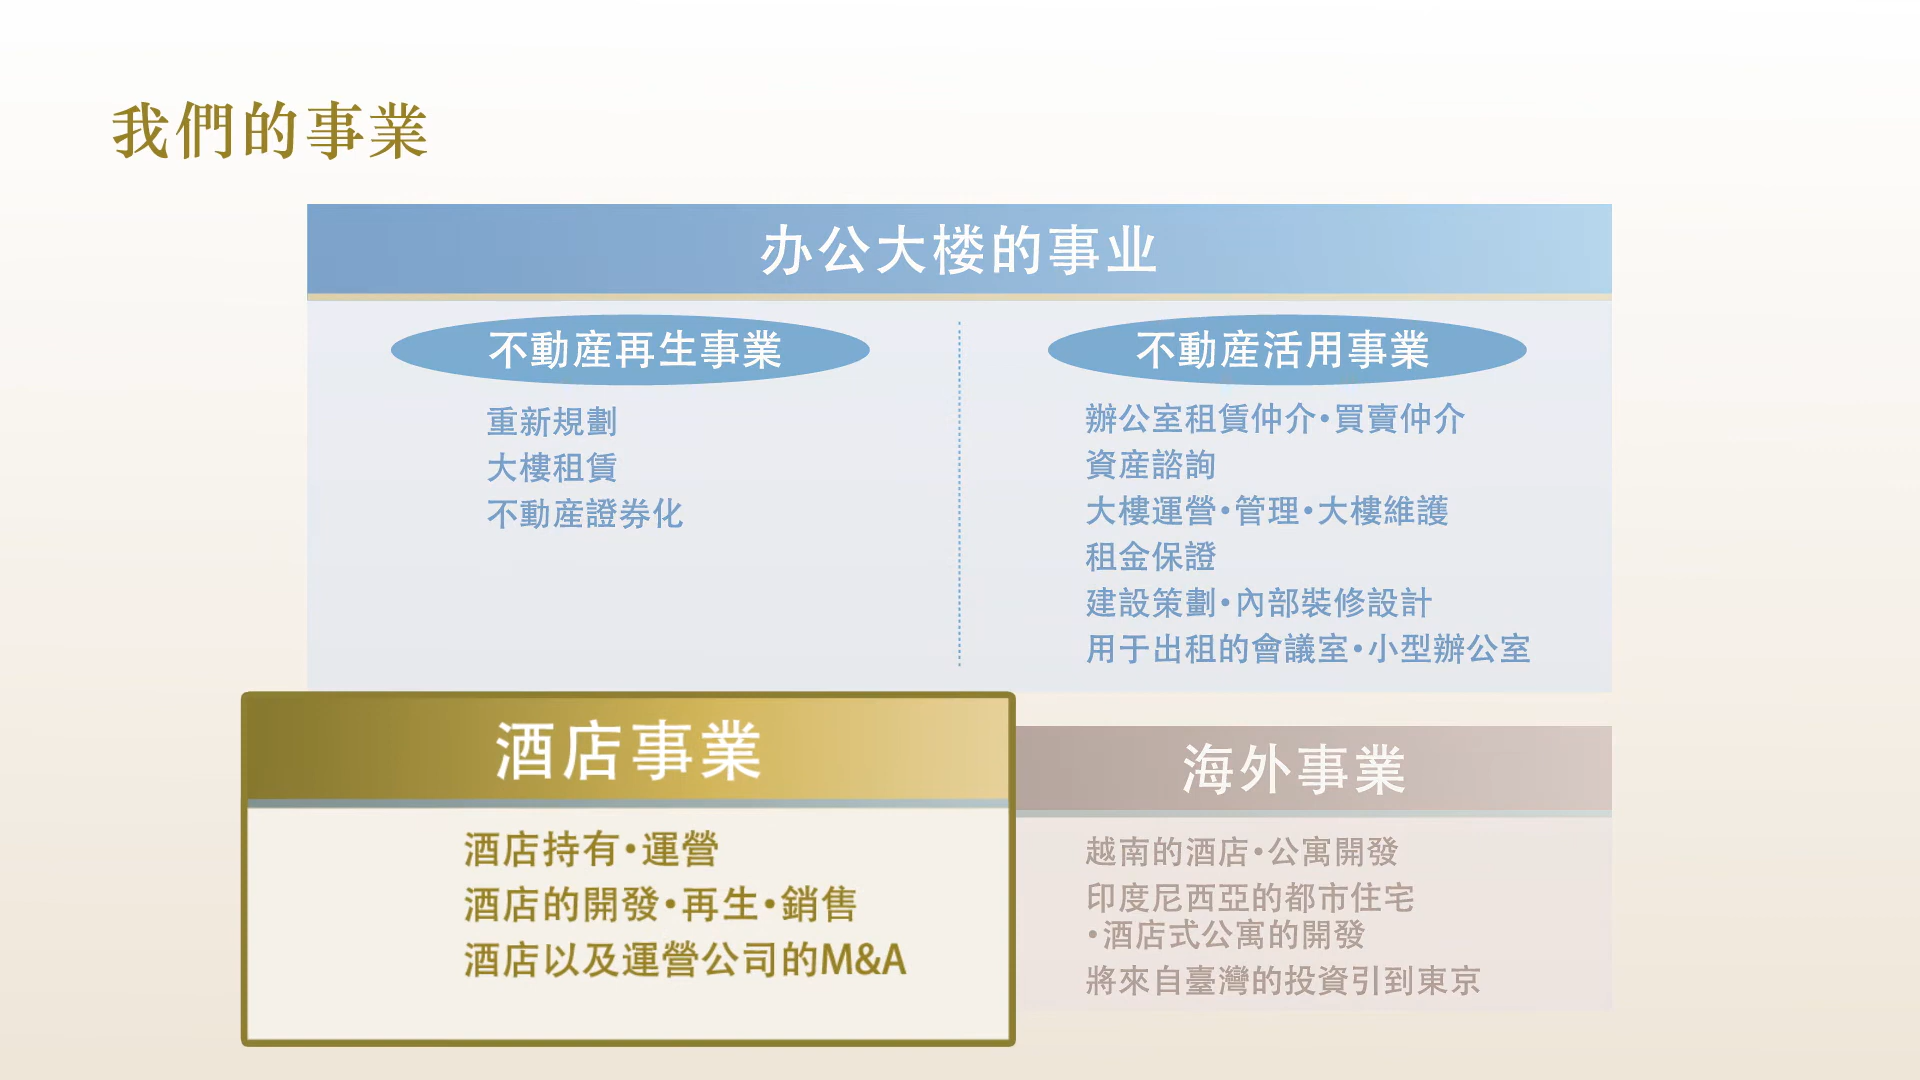 我們的事業
办公大楼的事业
不動産再生事業
重新規劃
大樓租賃
不動産證券化
不動産活用事業
辦公室租賃仲介•買賣仲介
資産諮詢
大樓運營•管理•大樓維護
租金保證
建設策劃•內部裝修設計
用于出租的會議室•小型辦公室
酒店事業
酒店持有•運營
酒店的開發•再生•銷售
酒店以及運營公司的M&A
海外事業
越南的酒店•公寓開發
印度尼西亞的都市住宅
•酒店式公寓的開發
將來自臺灣的投資引到東京